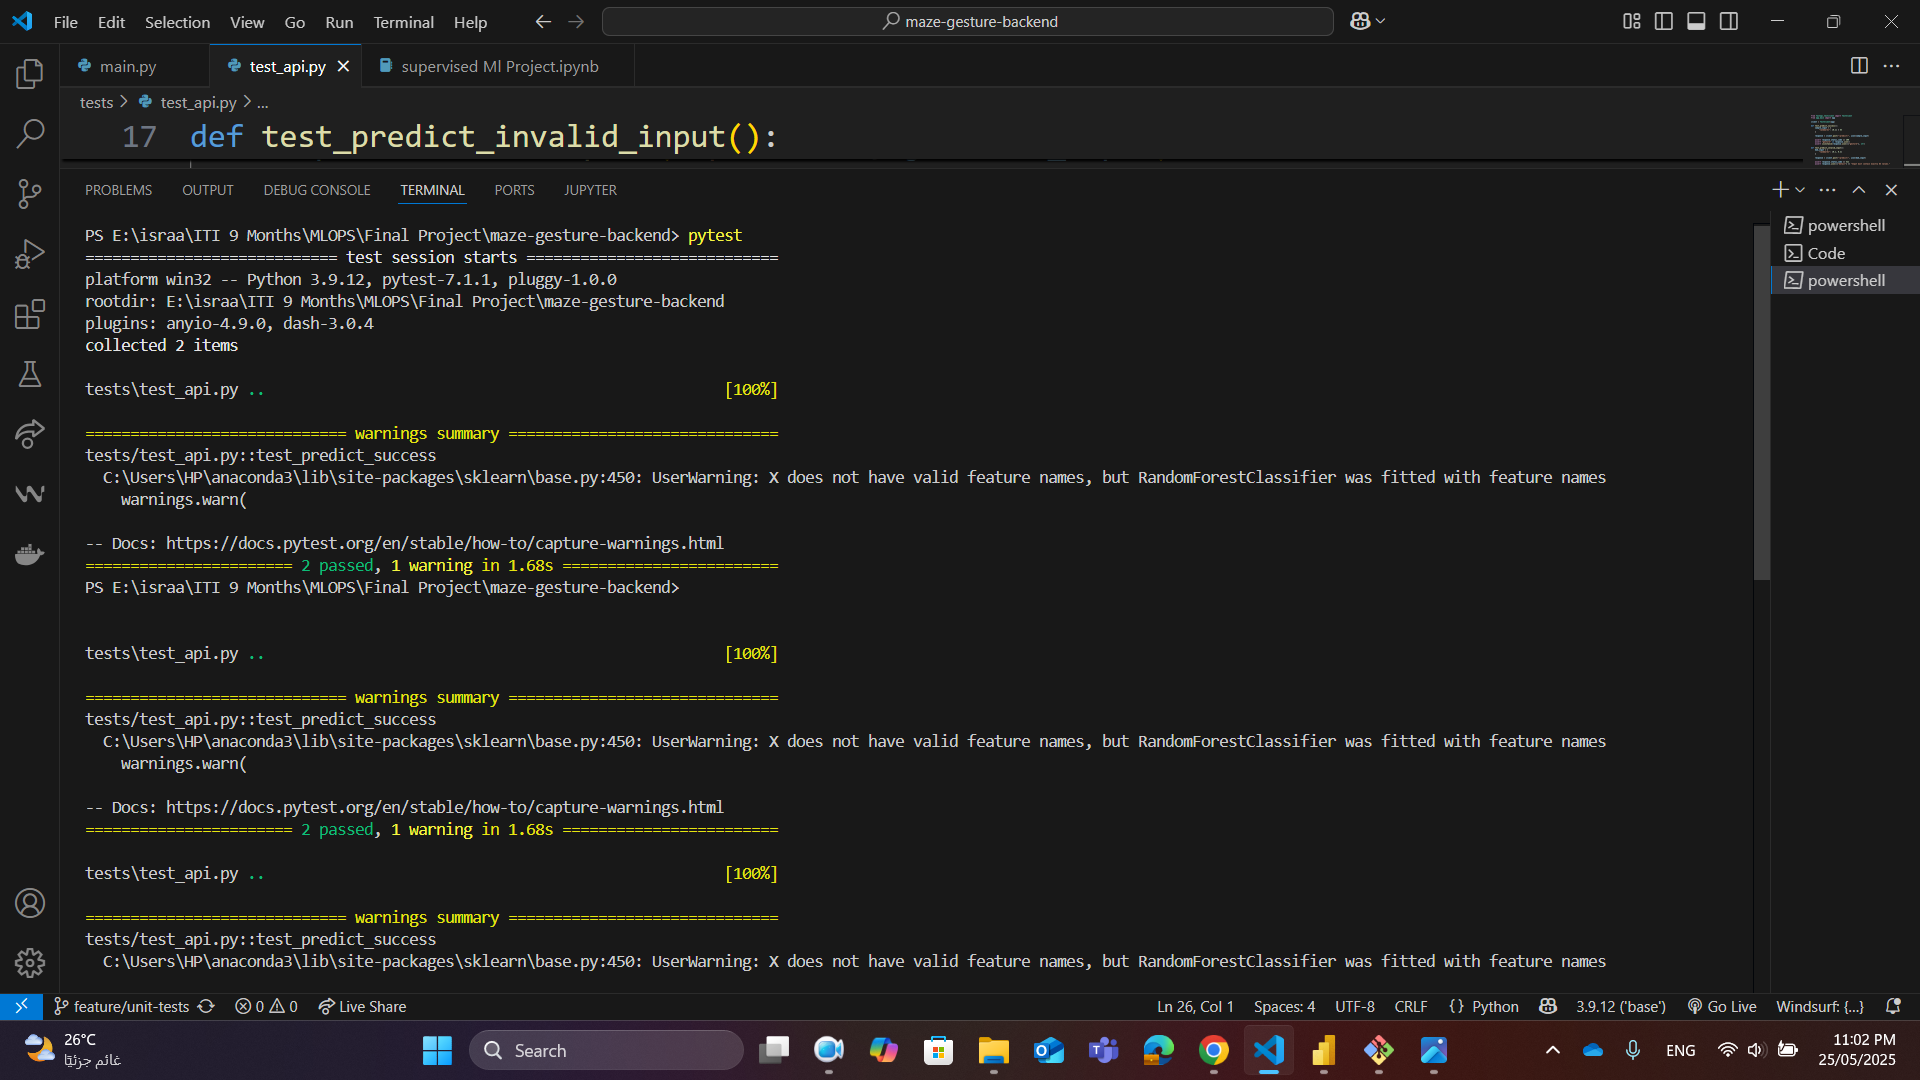 File Edit Selection View Go Run Terminal Help
maze-gesture-backend
main.py
test_api.py
supervised Ml Project.ipynb
tests > test_api.py > ...
17 def test_predict_invalid_input():
PROBLEMS OUTPUT DEBUG CONSOLE TERMINAL PORTS JUPYTER
powershell
Code
powershell
PS E:\israa\ITI 9 Months\MLOPS\Final Project\maze-gesture-backend> pytest
============================ test session starts ============================
platform win32 -- Python 3.9.12, pytest-7.1.1, pluggy-1.0.0
rootdir: E:\israa\ITI 9 Months\MLOPS\Final Project\maze-gesture-backend
plugins: anyio-4.9.0, dash-3.0.4
collected 2 items
tests\test_api.py .. [100%]
============================= warnings summary ==============================
tests/test_api.py::test_predict_success
C:\Users\HP\anaconda3\lib\site-packages\sklearn\base.py:450: UserWarning: X does not have valid feature names, but RandomForestClassifier was fitted with feature names
warnings.warn(
-- Docs: https://docs.pytest.org/en/stable/how-to/capture-warnings.html
======================= 2 passed, 1 warning in 1.68s ========================
PS E:\israa\ITI 9 Months\MLOPS\Final Project\maze-gesture-backend>
tests\test_api.py .. [100%]
============================= warnings summary ==============================
tests/test_api.py::test_predict_success
C:\Users\HP\anaconda3\lib\site-packages\sklearn\base.py:450: UserWarning: X does not have valid feature names, but RandomForestClassifier was fitted with feature names
warnings.warn(
-- Docs: https://docs.pytest.org/en/stable/how-to/capture-warnings.html
======================= 2 passed, 1 warning in 1.68s ========================
tests\test_api.py .. [100%]
============================= warnings summary ==============================
tests/test_api.py::test_predict_success
C:\Users\HP\anaconda3\lib\site-packages\sklearn\base.py:450: UserWarning: X does not have valid feature names, but RandomForestClassifier was fitted with feature names
feature/unit-tests 0 0 Live Share
Ln 26, Col 1 Spaces: 4 UTF-8 CRLF {} Python 3.9.12 ('base') Go Live Windsurf: {...}
26°C
غائم جزئيًا
Search
ENG
11:02 PM
25/05/2025